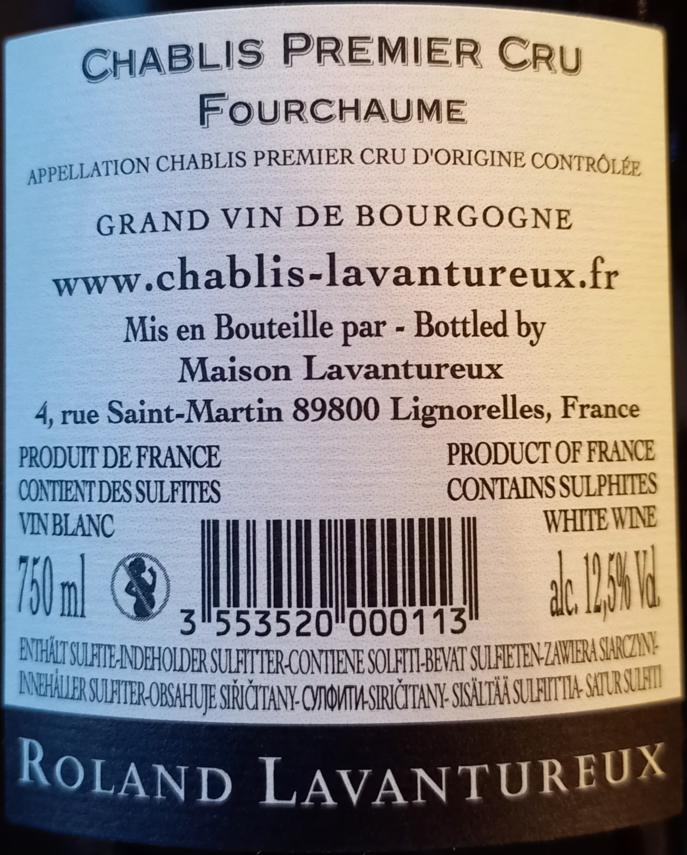 CHABLIS PREMIER CRU
FOURCHAUME
APPELLATION CHABLIS PREMIER CRU D'ORIGINE CONTRÔLÉE
GRAND VIN DE BOURGOGNE
www.chablis-lavantureux.fr
Mis en Bouteille par - Bottled by
Maison Lavantureux
4, rue Saint-Martin 89800 Lignorelles, France
PRODUIT DE FRANCE
CONTIENT DES SULFITES
VIN BLANC
750 ml
PRODUCT OF FRANCE
CONTAINS SULPHITES
WHITE WINE
alc. 12,5% Vol.
3 553520 000113
ENTHÄLT SULFITE-INDEHOLDER SULFITTER-CONTIENE SOLFITI-BEVAT SULFIETEN-ZAWIERA SIARCZYNY-
INNEHÅLLER SULFITER-OBSAHUJE SIŘIČITANY- СУЛФИТИ-SIRIČITANY- SISÄLTÄÄ SULFIITTIA- SATUR SULFITI
ROLAND LAVANTUREUX